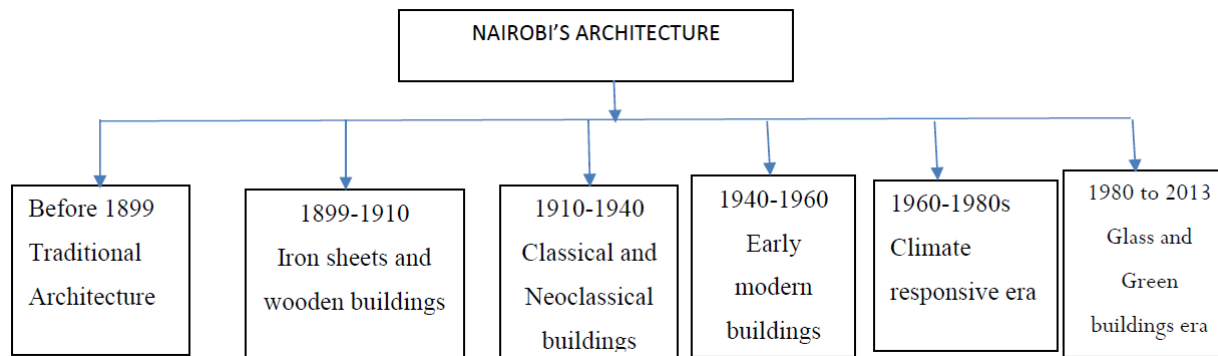 NAIROBI'S ARCHITECTURE
Before 1899
Traditional
Architecture
1899-1910
Iron sheets and
wooden buildings
1910-1940
Classical and
Neoclassical
buildings
1940-1960
Early
modern
buildings
1960-1980s
Climate
responsive era
1980 to 2013
Glass and
Green
buildings era